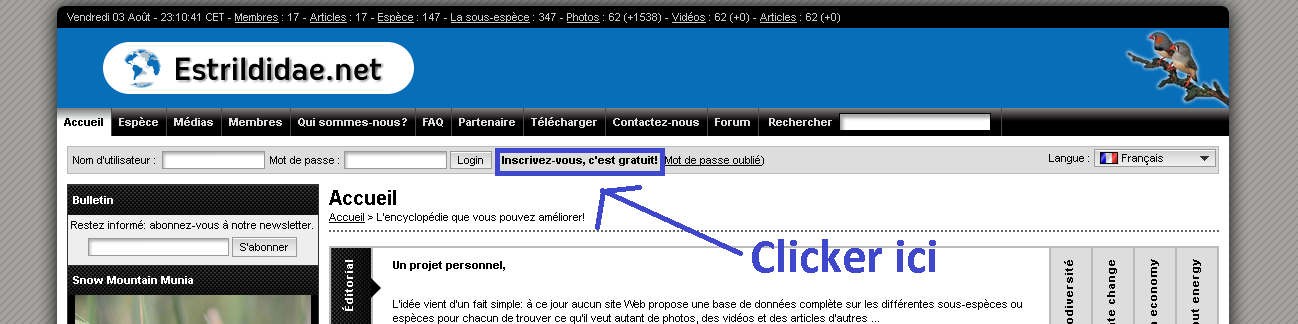 Vendredi 03 Août - 23:10:41 CET - Membres : 17 - Articles : 17 - Espèce : 147 - La sous-espèce : 347 - Photos : 62 (+1538) - Vidéos : 62 (+0) - Articles : 62 (+0)
Estrildidae.net
Accueil Espèce Médias Membres Qui sommes-nous? FAQ Partenaire Télécharger Contactez-nous Forum Rechercher
Nom d'utilisateur : Mot de passe : Login Inscrivez-vous, c'est gratuit! Mot de passe oublié) Langue : Français
Bulletin
Restez informé: abonnez-vous à notre newsletter.
S'abonner
Snow Mountain Munia
Accueil
Accueil > L'encyclopédie que vous pouvez améliorer!
Clicker ici
Éditorial
Un projet personnel,
L'idée vient d'un fait simple: à ce jour aucun site Web propose une base de données complète sur les différentes sous-espèces ou
espèces pour chacun de trouver ce qu'il veut autant de photos, des vidéos et des articles d'autres ...
odiversité
te change
n economy
out energy